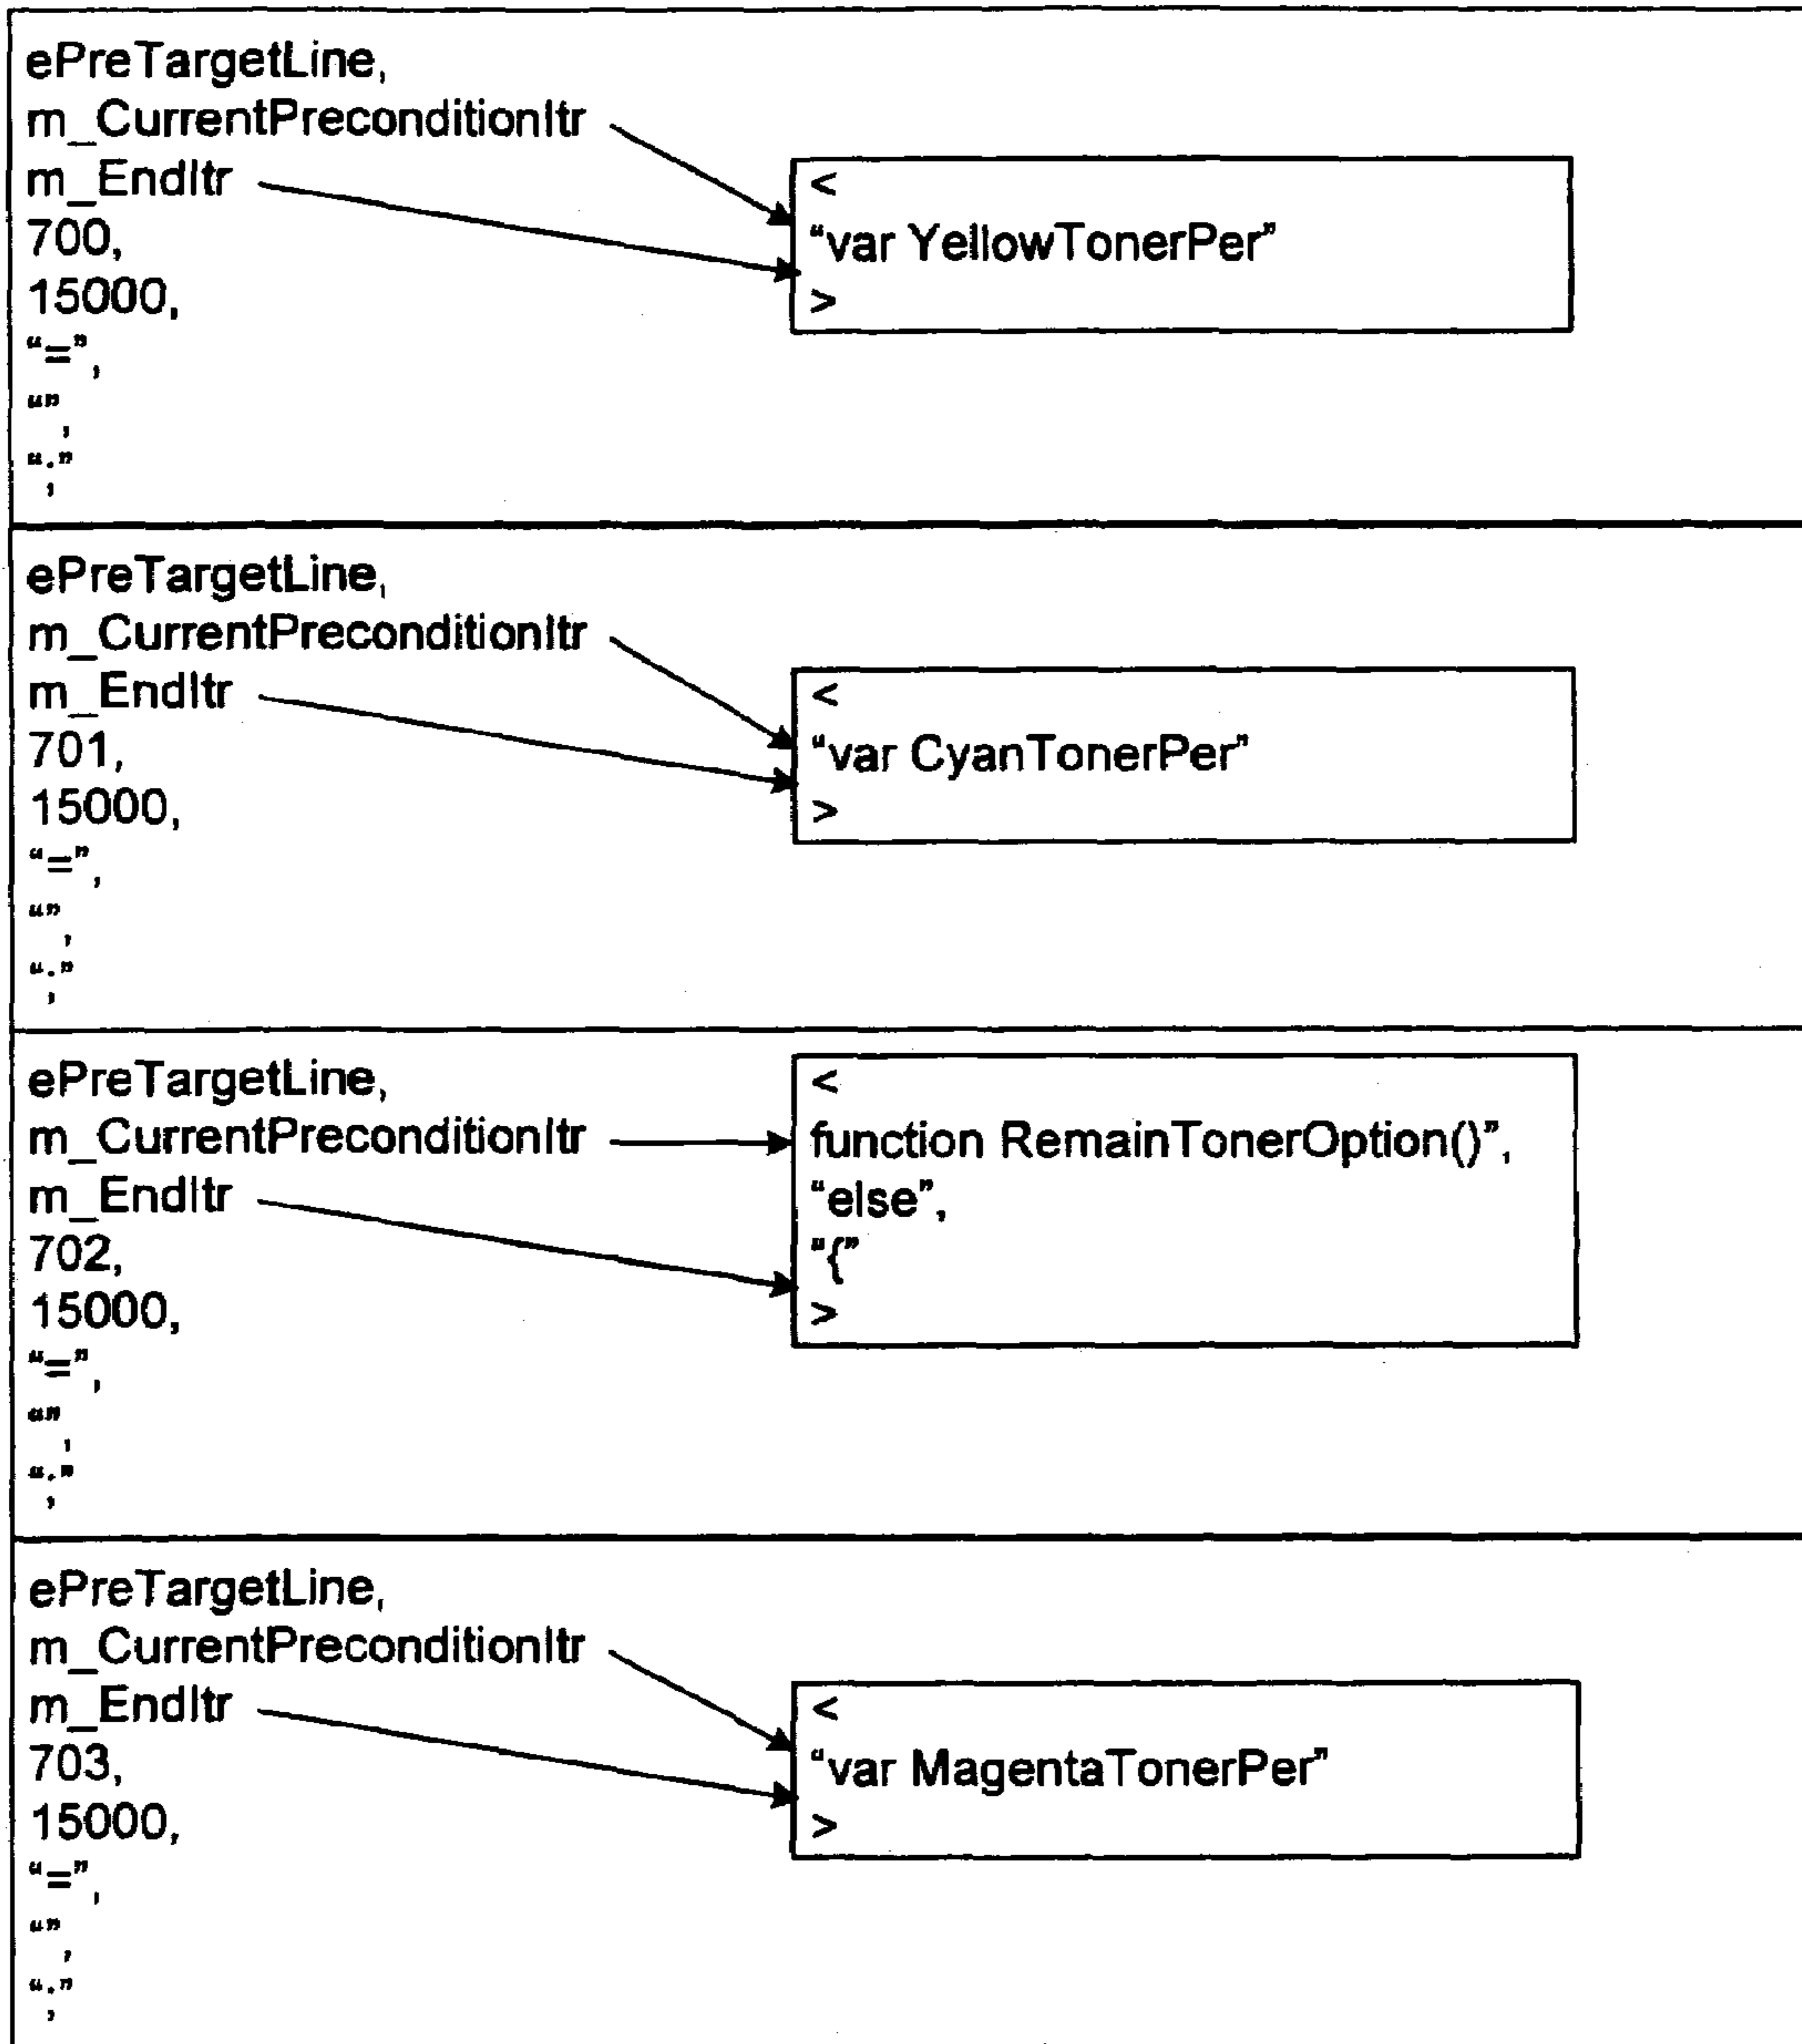 ePreTargetLine,
m_CurrentPreconditionItr
m_EndItr
700,
15000,
“=”,
“”,
“;”
<
“var YellowTonerPer”
>
ePreTargetLine,
m_CurrentPreconditionItr
m_EndItr
701,
15000,
“=”,
“”,
“;”
<
“var CyanTonerPer”
>
ePreTargetLine,
m_CurrentPreconditionItr
m_EndItr
702,
15000,
“=”,
“”,
“;”
<
function RemainTonerOption()”,
“else”,
“{”
>
ePreTargetLine,
m_CurrentPreconditionItr
m_EndItr
703,
15000,
“=”,
“”,
“;”
<
“var MagentaTonerPer”
>